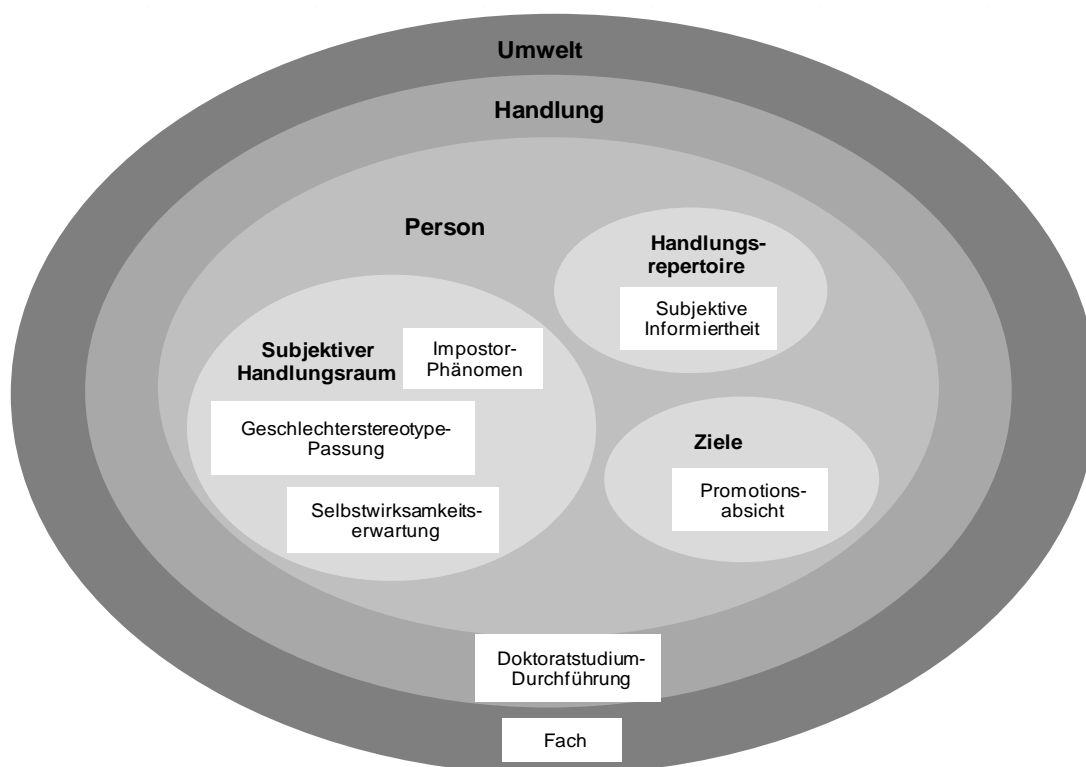 Umwelt
Handlung
Person
Handlungs-
repertoire
Subjektive
Informiertheit
Subjektiver
Handlungsraum
Impostor-
Phänomen
Geschlechterstereotype-
Passung
Selbstwirksamkeits-
erwartung
Ziele
Promotions-
absicht
Doktoratstudium-
Durchführung
Fach